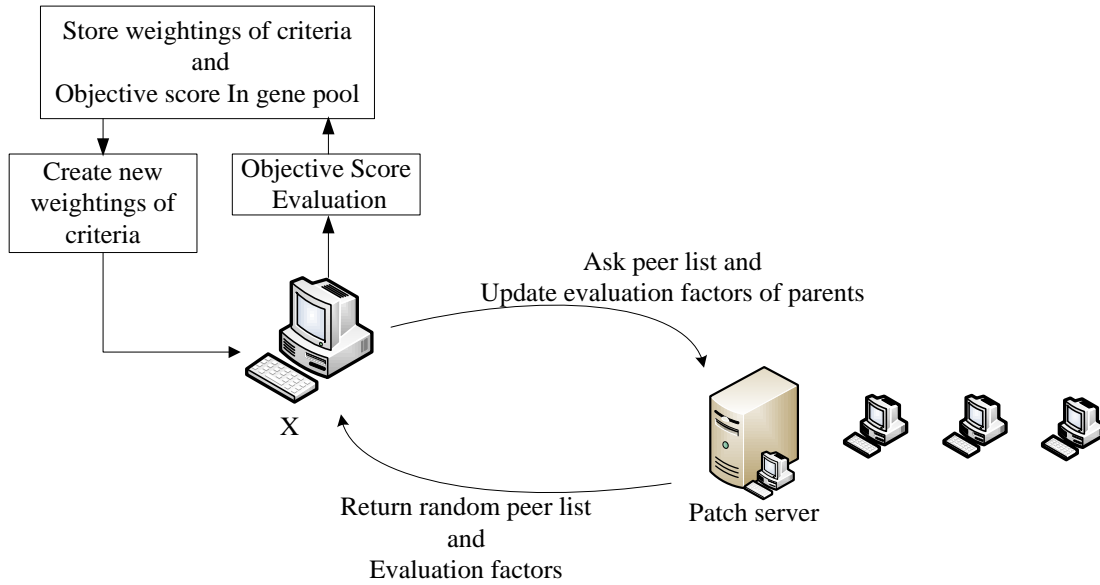 Store weightings of criteria
and
Objective score In gene pool
Create new
weightings of
criteria
Objective Score
Evaluation
Ask peer list and
Update evaluation factors of parents
X
Patch server
Return random peer list
and
Evaluation factors